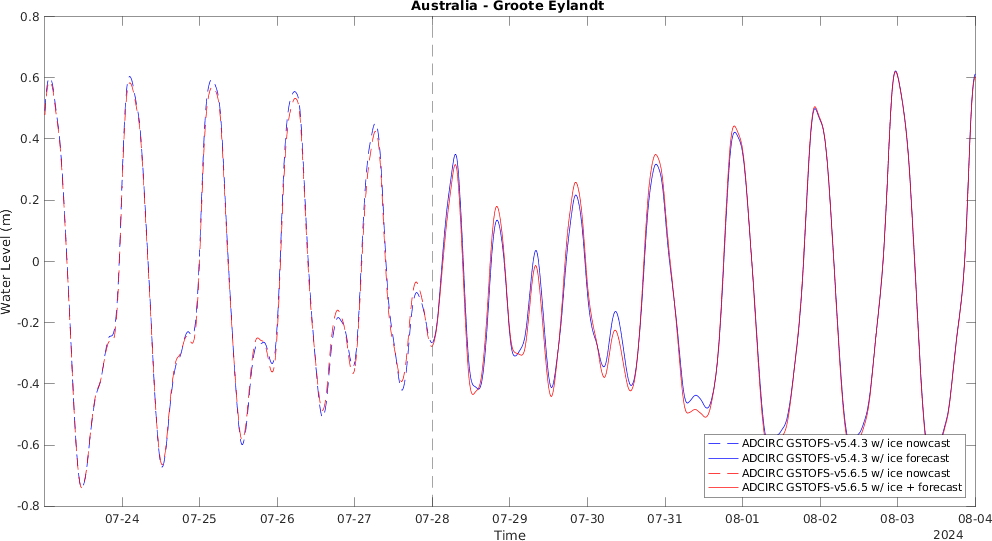 Australia - Groote Eylandt
Water Level (m)
0.8
0.6
0.4
0.2
0
-0.2
-0.4
-0.6
-0.8
ADCIRC GSTOFS-v5.4.3 w/ ice nowcast
ADCIRC GSTOFS-v5.4.3 w/ ice forecast
ADCIRC GSTOFS-v5.6.5 w/ ice nowcast
ADCIRC GSTOFS-v5.6.5 w/ ice + forecast
07-24 07-25 07-26 07-27 07-28 07-29 07-30 07-31 08-01 08-02 08-03 08-04
Time
2024